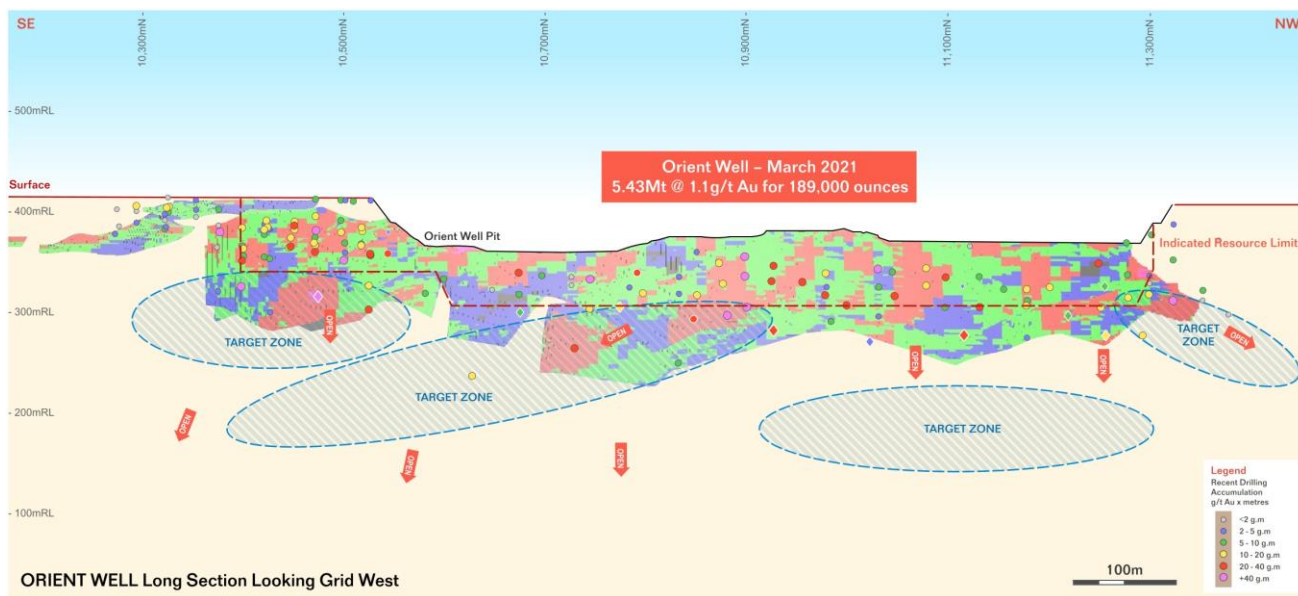 SE
NW
10,300mN
10,500mN
10,700mN
10,900mN
11,100mN
11,300mN
- 500mRL
Orient Well – March 2021
5.43Mt @ 1.1g/t Au for 189,000 ounces
Surface
- 400mRL
Orient Well Pit
Indicated Resource Limit
- 300mRL
OPEN
OPEN
OPEN
OPEN
OPEN
TARGET ZONE
TARGET
ZONE
TARGET ZONE
- 200mRL
OPEN
TARGET ZONE
OPEN
OPEN
- 100mRL
Legend
Recent Drilling
Accumulation
g/t Au x metres
<2 g.m
2 - 5 g.m
5 - 10 g.m
10 - 20 g.m
20 - 40 g.m
+40 g.m
100m
ORIENT WELL Long Section Looking Grid West